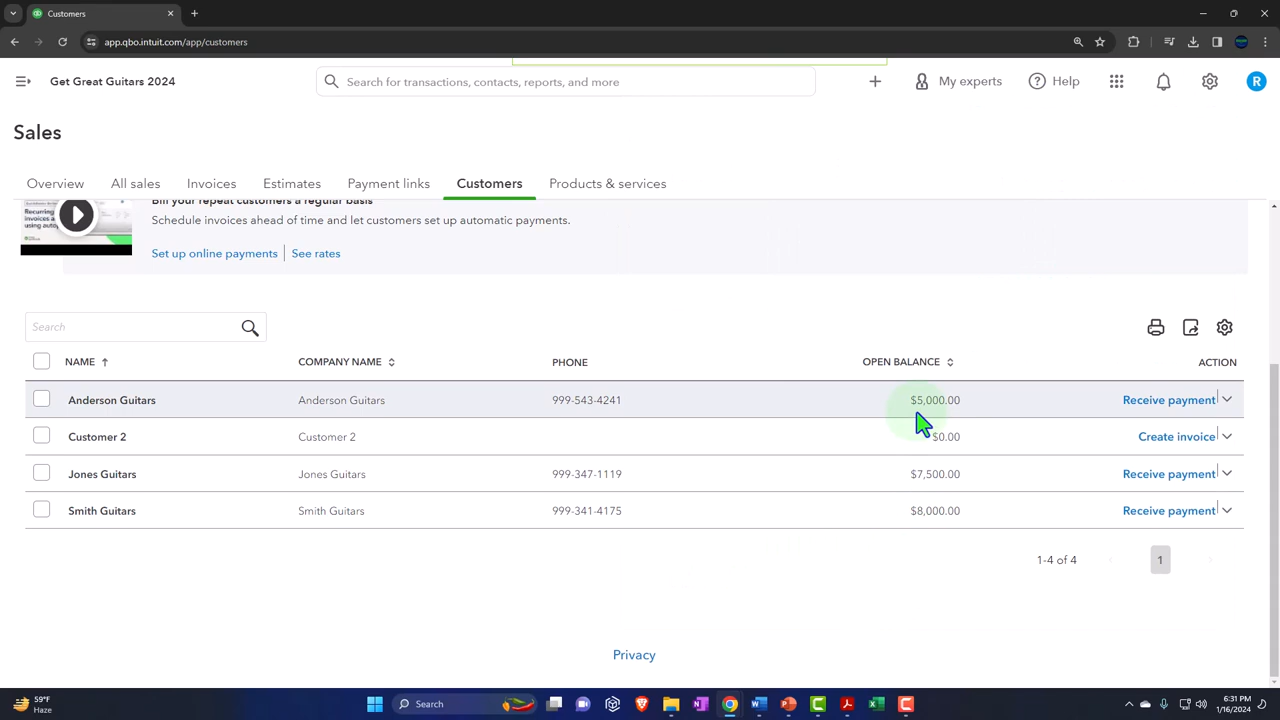 Customers
app.qbo.intuit.com/app/customers
Get Great Guitars 2024
Search for transactions, contacts, reports, and more
My experts
Help
R
Sales
Overview All sales Invoices Estimates Payment links Customers Products & services
Bill your repeat customers a regular basis
Schedule invoices ahead of time and let customers set up automatic payments.
Set up online payments | See rates
Search
NAME COMPANY NAME PHONE OPEN BALANCE ACTION
Anderson Guitars Anderson Guitars 999-543-4241 $5,000.00 Receive payment
Customer 2 Customer 2 $0.00 Create invoice
Jones Guitars Jones Guitars 999-347-1119 $7,500.00 Receive payment
Smith Guitars Smith Guitars 999-341-4175 $8,000.00 Receive payment
1-4 of 4 1
Privacy
59°F
Haze
Search
6:31 PM
1/16/2024